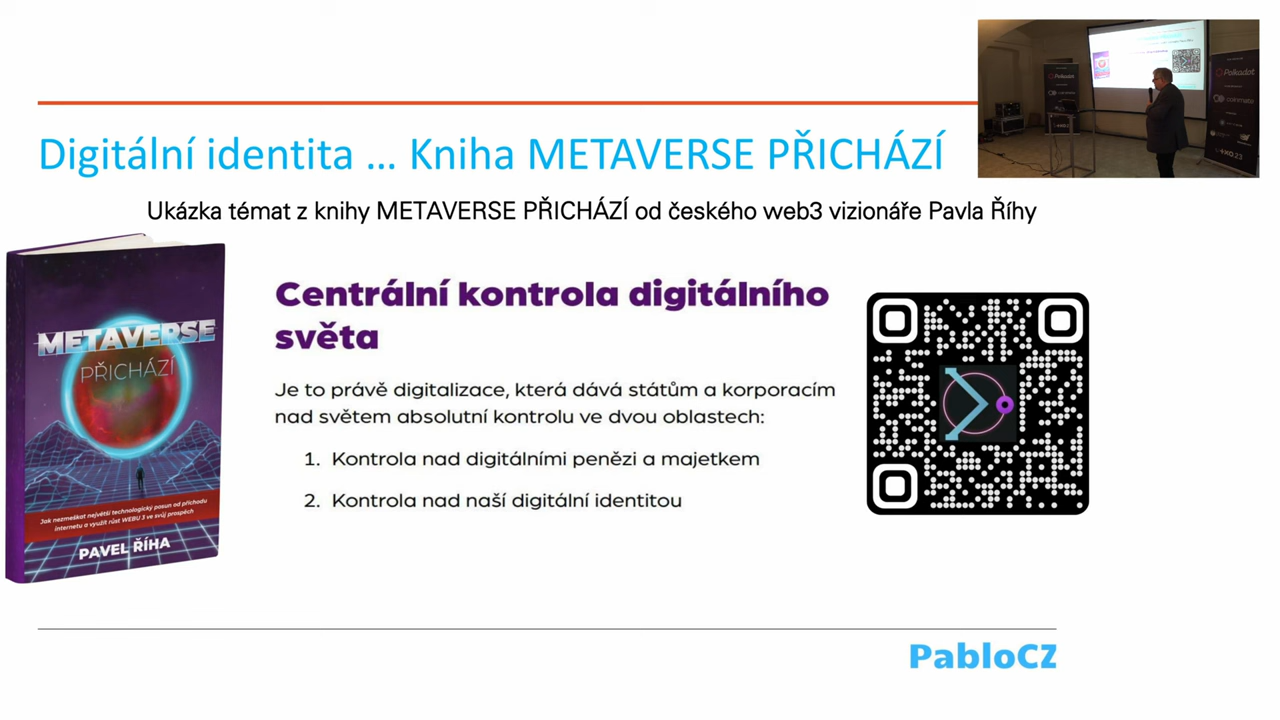 Digitální identita ... Kniha METAVERSE PŘICHÁZÍ
Ukázka témat z knihy METAVERSE PŘICHÁZÍ od českého web3 vizionáře Pavla Říhy
METAVERSE
PŘICHÁZÍ
Jak nezmeškat největší technologický posun od příchodu
internetu a využít růst WEBU 3 ve svůj prospěch
PAVEL ŘÍHA
Centrální kontrola digitálního
světa
Je to právě digitalizace, která dává státům a korporacím
nad světem absolutní kontrolu ve dvou oblastech:
1. Kontrola nad digitálními penězi a majetkem
2. Kontrola nad naší digitální identitou
Polkadot
PabloCZ